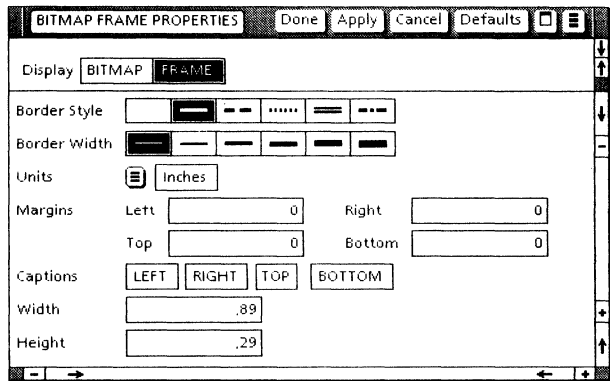 BITMAP FRAME PROPERTIES Done Apply Cancel Defaults
Display BITMAP FRAME
Border Style
Border Width
Units Inches
Margins Left 0 Right 0
Top 0 Bottom 0
Captions LEFT RIGHT TOP BOTTOM
Width .89
Height .29